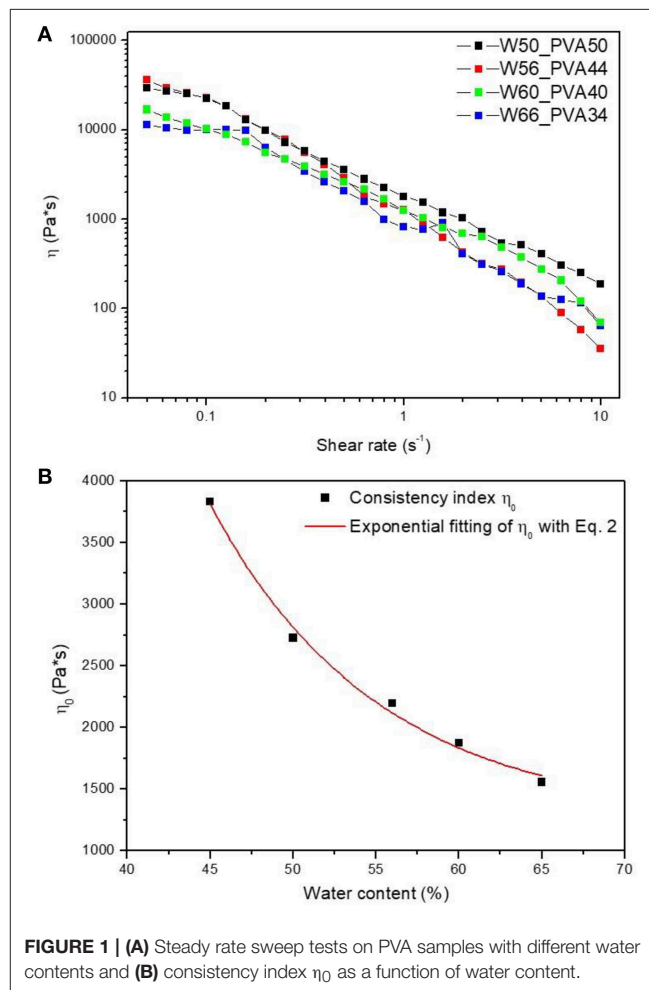 A
100000
10000
1000
100
10
η (Pa*s)
W50_PVA50
W56_PVA44
W60_PVA40
W66_PVA34
0.1
1
10
Shear rate (s⁻¹)
B
4000
3500
3000
2500
2000
1500
1000
η₀ (Pa*s)
Consistency index η₀
Exponential fitting of η₀ with Eq. 2
40
45
50
55
60
65
70
Water content (%)
FIGURE 1 | (A) Steady rate sweep tests on PVA samples with different water
contents and (B) consistency index η0 as a function of water content.